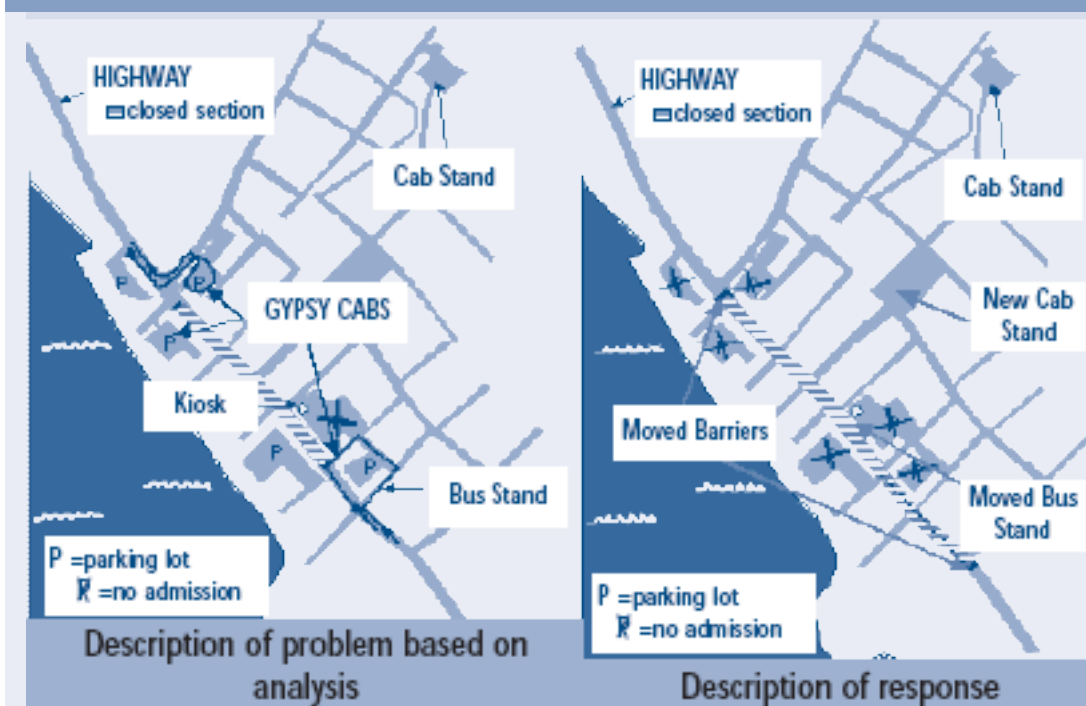 HIGHWAY
closed section
Cab Stand
P
P
GYPSY CABS
P
Kiosk
P
P
Bus Stand
P =parking lot
=no admission
Description of problem based on
analysis
HIGHWAY
closed section
Cab Stand
New Cab
Stand
Moved Barriers
Moved Bus
Stand
P =parking lot
=no admission
Description of response